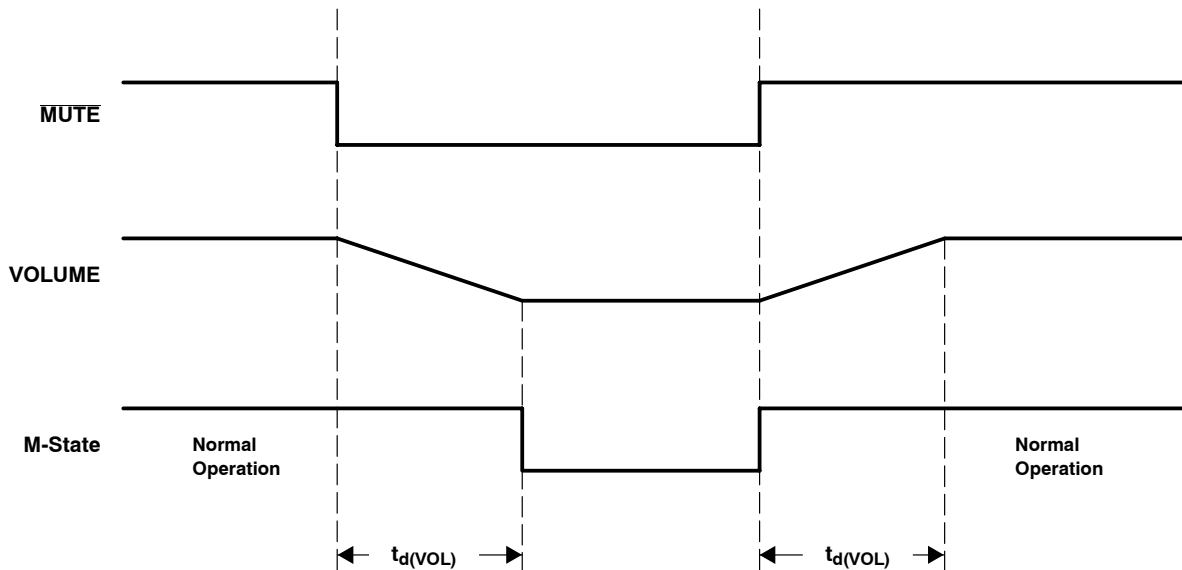 MUTE
VOLUME
M-State
Normal
Operation
Normal
Operation
td(VOL)
td(VOL)